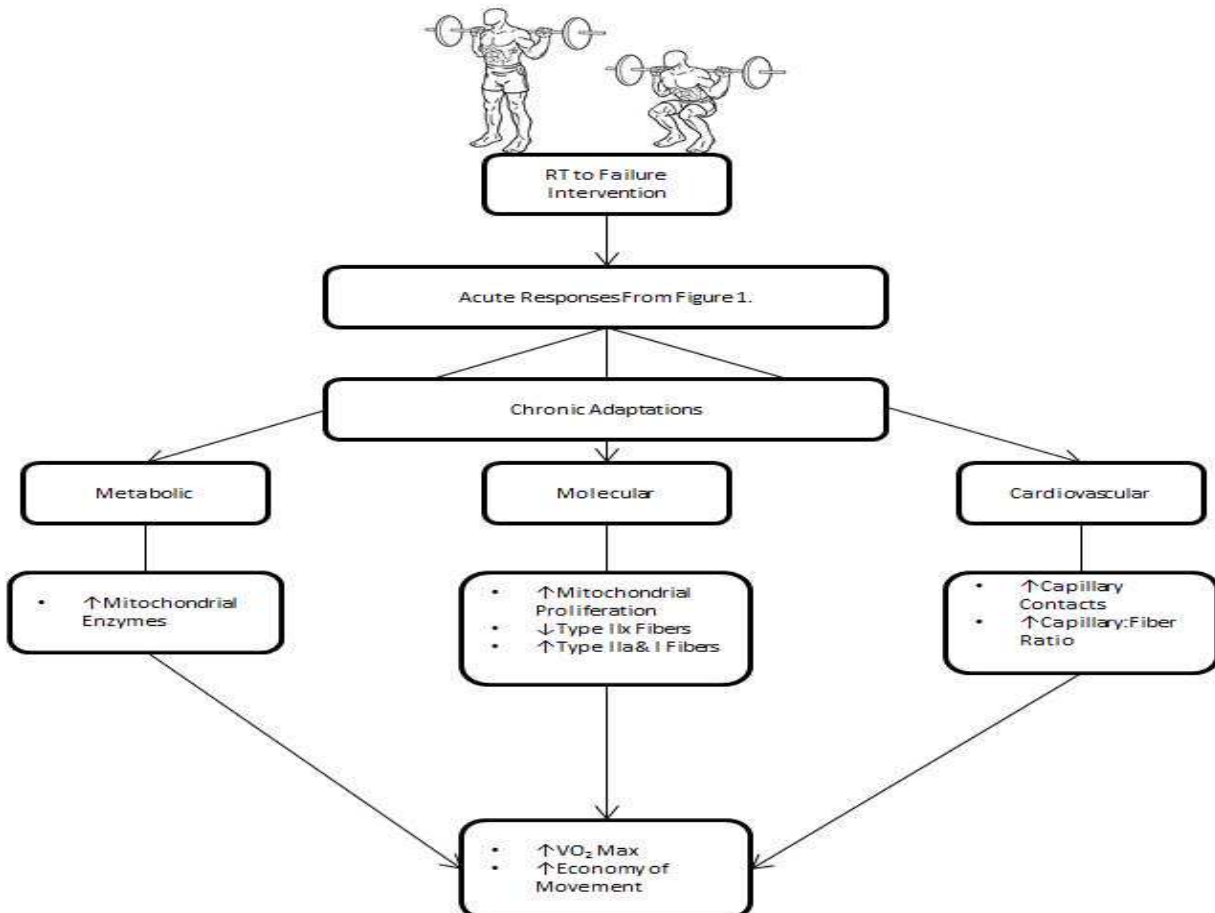 RT to Failure
Intervention
Acute Responses From Figure 1.
Chronic Adaptations
Metabolic
Molecular
Cardiovascular
• ↑Mitochondrial
Enzymes
• ↑Mitochondrial
Proliferation
• ↓Type IIx Fibers
• ↑Type IIa & I Fibers
• ↑Capillary
Contacts
• ↑Capillary:Fiber
Ratio
• ↑VO₂ Max
• ↑Economy of
Movement